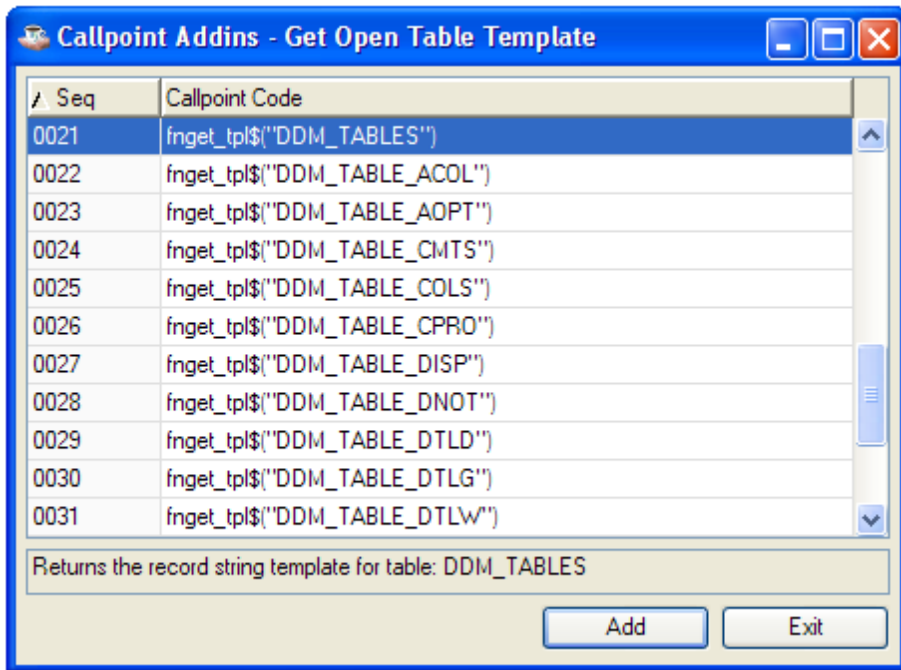 Callpoint Addins - Get Open Table Template
Seq Callpoint Code
0021 fnget_tpl$("DDM_TABLES")
0022 fnget_tpl$("DDM_TABLE_ACOL")
0023 fnget_tpl$("DDM_TABLE_AOPT")
0024 fnget_tpl$("DDM_TABLE_CMTS")
0025 fnget_tpl$("DDM_TABLE_COLS")
0026 fnget_tpl$("DDM_TABLE_CPRO")
0027 fnget_tpl$("DDM_TABLE_DISP")
0028 fnget_tpl$("DDM_TABLE_DNOT")
0029 fnget_tpl$("DDM_TABLE_DTLD")
0030 fnget_tpl$("DDM_TABLE_DTLG")
0031 fnget_tpl$("DDM_TABLE_DTLW")
Returns the record string template for table: DDM_TABLES
Add Exit